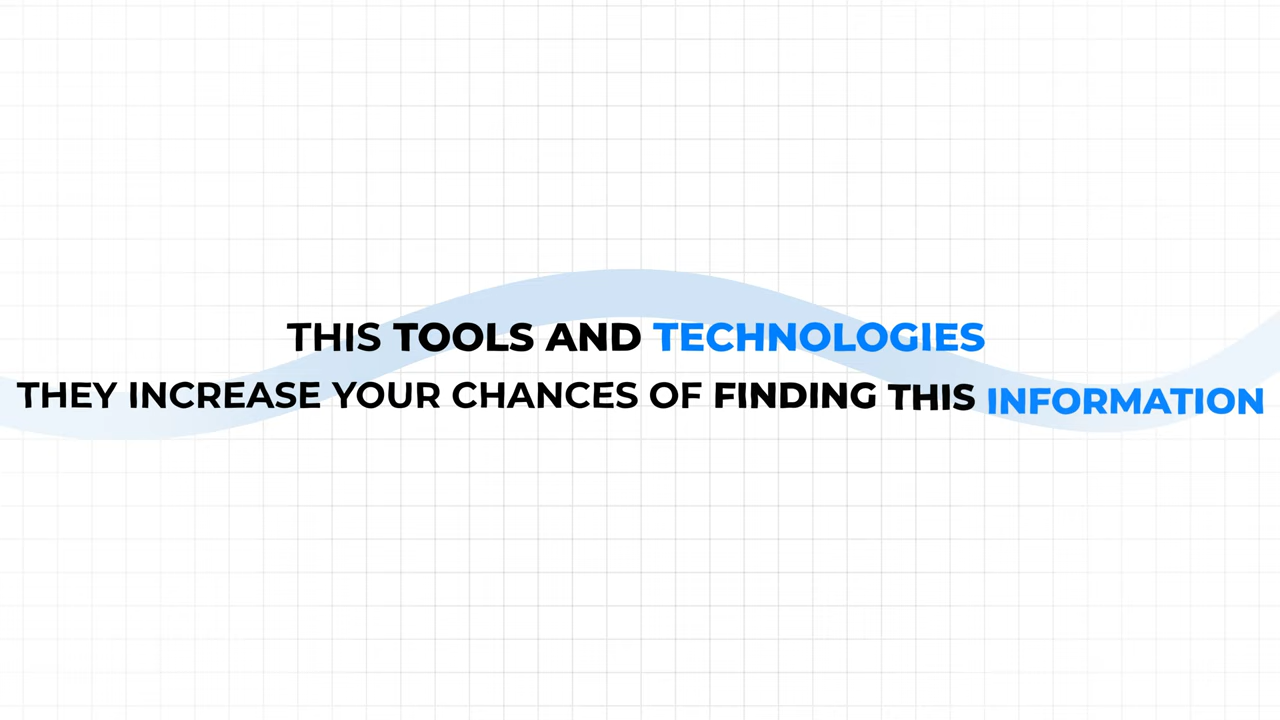 THIS TOOLS AND TECHNOLOGIES
THEY INCREASE YOUR CHANCES OF FINDING THIS INFORMATION